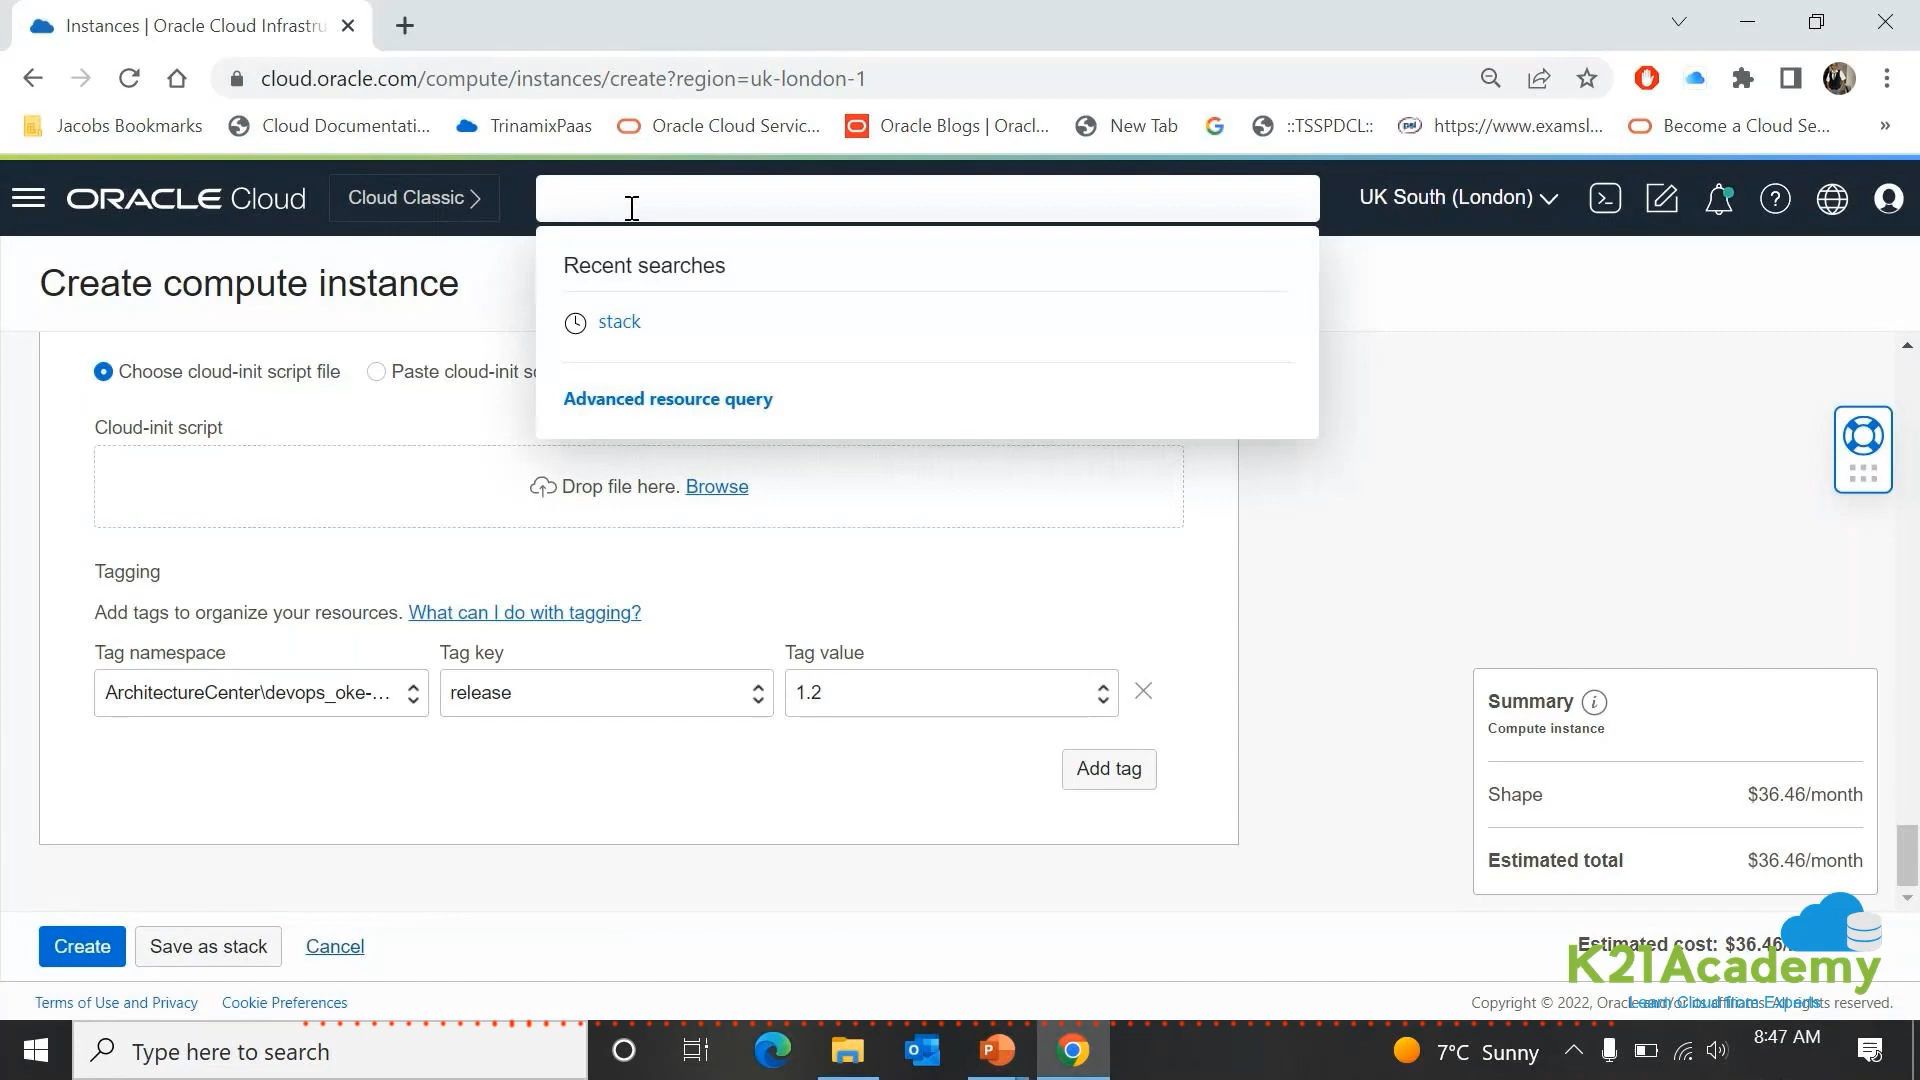 Instances | Oracle Cloud Infrastru
cloud.oracle.com/compute/instances/create?region=uk-london-1
Jacobs Bookmarks
Cloud Documentati...
TrinamixPaas
Oracle Cloud Servic...
Oracle Blogs | Oracl...
New Tab
::TSSPDCL::
https://www.examsl...
Become a Cloud Se...
»
ORACLE Cloud
Cloud Classic
UK South (London)
Create compute instance
Recent searches
stack
Advanced resource query
Choose cloud-init script file
Paste cloud-init sc
Cloud-init script
Drop file here. Browse
Tagging
Add tags to organize your resources. What can I do with tagging?
Tag namespace
Tag key
Tag value
ArchitectureCenter\devops_oke-...
release
1.2
Add tag
Summary
Compute instance
Shape
$36.46/month
Estimated total
$36.46/month
Create
Save as stack
Cancel
Estimated cost: $36.46/
K21Academy
Learn Cloud from Experts
Terms of Use and Privacy
Cookie Preferences
Copyright © 2022, Oracle and/or its affiliates. All rights reserved.
Type here to search
7°C Sunny
8:47 AM